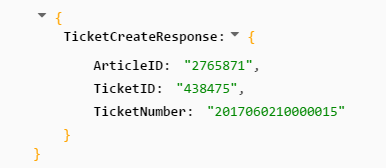 {
TicketCreateResponse: {
ArticleID: "2765871",
TicketID: "438475",
TicketNumber: "2017060210000015"
}
}